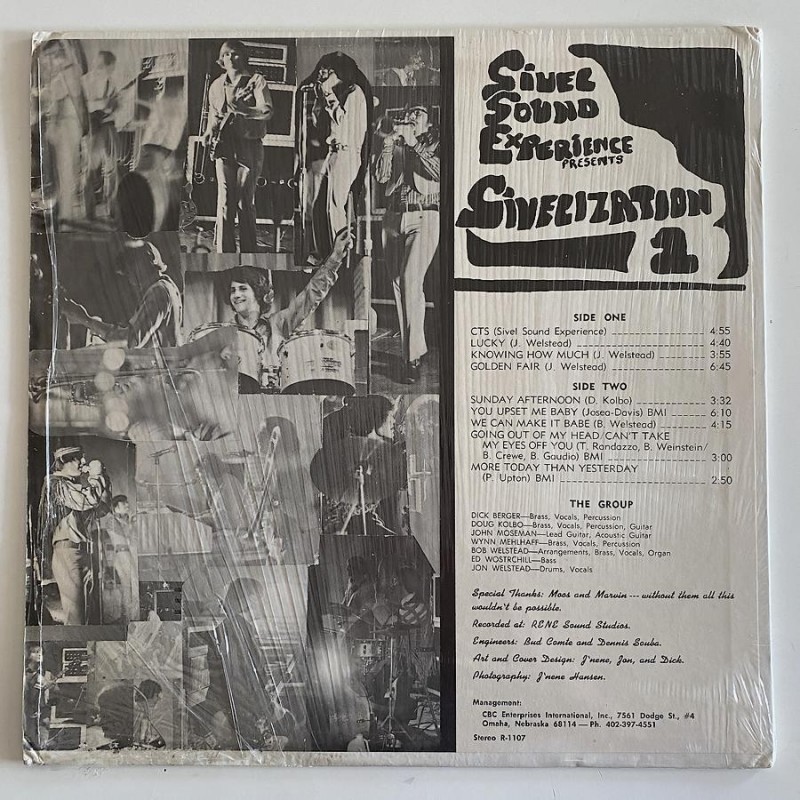 Sivel
Sound
Experience
PRESENTS
Sivelization
1
SIDE ONE
CTS (Sivel Sound Experience) 4:55
LUCKY (J. Welstead) 4:40
KNOWING HOW MUCH (J. Welstead) 3:55
GOLDEN FAIR (J. Welstead) 6:45
SIDE TWO
SUNDAY AFTERNOON (D. Kolbo) 3:32
YOU UPSET ME BABY (Josea-Davis) BMI 6:10
WE CAN MAKE IT BABE (B. Welstead) 4:15
GOING OUT OF MY HEAD/CAN'T TAKE
MY EYES OFF YOU (T. Randazzo, B. Weinstein/
B. Crewe, B. Gaudio) BMI 3:00
MORE TODAY THAN YESTERDAY
(P. Upton) BMI 2:50
THE GROUP
DICK BERGER—Brass, Vocals, Percussion
DOUG KOLBO—Brass, Vocals, Percussion, Guitar
JOHN MOSEMAN—Lead Guitar, Acoustic Guitar
WYNN MEHLHAFF—Brass, Vocals, Percussion
BOB WELSTEAD—Arrangements, Brass, Vocals, Organ
ED WOSTRCHILL—Bass
JON WELSTEAD—Drums, Vocals
Special Thanks: Moos and Marvin --- without them all this
wouldn't be possible.
Recorded at: RENE Sound Studios.
Engineers: Bud Comte and Dennis Souba.
Art and Cover Design: J'nene, Jon, and Dick.
Photography: J'nene Hansen.
Management:
CBC Enterprises International, Inc., 7561 Dodge St., #4
Omaha, Nebraska 68114 — Ph. 402-397-4551
Stereo R-1107